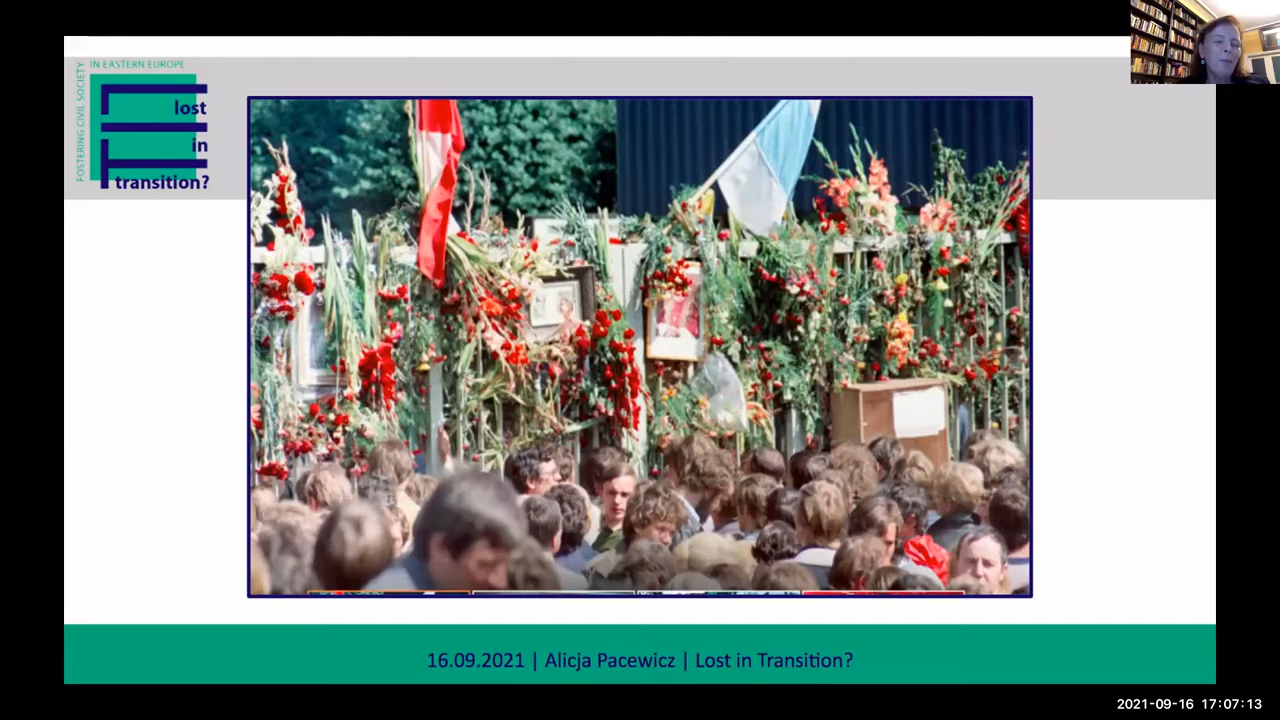 FOSTERING CIVIL SOCIETY
IN EASTERN EUROPE
lost
in
transition?
16.09.2021 | Alicja Pacewicz | Lost in Transition?
2021-09-16 17:07:13